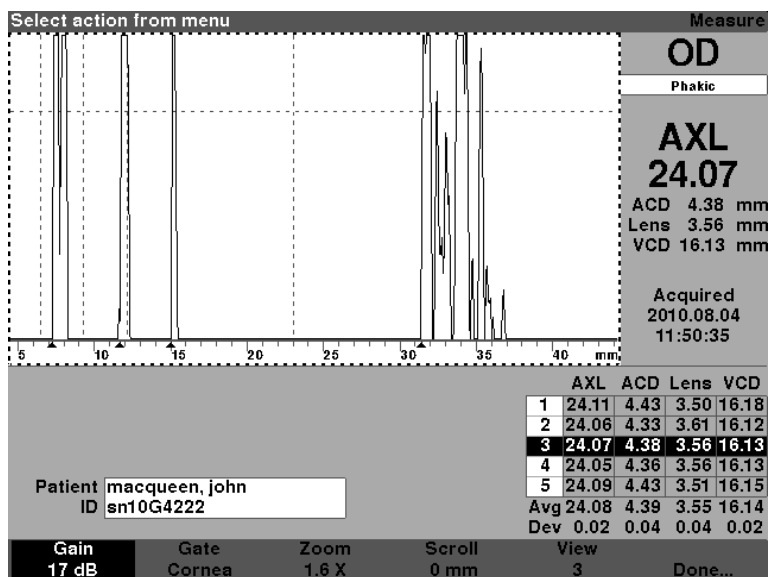 Select action from menu Measure
OD
Phakic
AXL
24.07
ACD 4.38 mm
Lens 3.56 mm
VCD 16.13 mm
Acquired
2010.08.04
11:50:35
5 10 15 20 25 30 35 40 mm
AXL ACD Lens VCD
1 24.11 4.43 3.50 16.18
2 24.06 4.33 3.61 16.12
3 24.07 4.38 3.56 16.13
4 24.05 4.36 3.56 16.13
5 24.09 4.43 3.51 16.15
Avg 24.08 4.39 3.55 16.14
Dev 0.02 0.04 0.04 0.02
Patient macqueen, john
ID sn10G4222
Gain Gate Zoom Scroll View
17 dB Cornea 1.6 X 0 mm 3 Done...